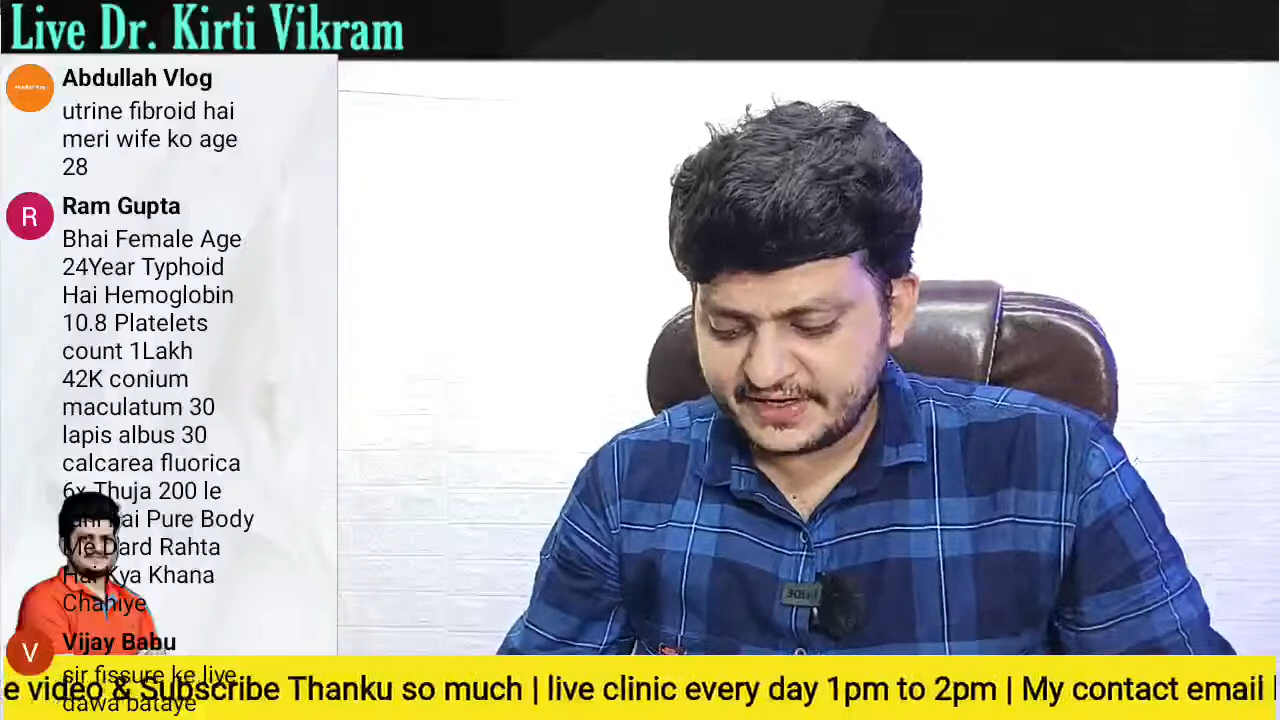 Live Dr. Kirti Vikram
Abdullah Vlog
utrine fibroid hai
meri wife ko age
28
R
Ram Gupta
Bhai Female Age
24Year Typhoid
Hai Hemoglobin
10.8 Platelets
count 1Lakh
42K conium
maculatum 30
lapis albus 30
calcarea fluorica
6x Thuja 200 le
hai Pure Body
Me Dard Rahta
Hai Kya Khana
Chahiye
V
Vijay Babu
sir fissure ke live
dawa bataye
e video & Subscribe Thanku so much | live clinic every day 1pm to 2pm | My contact email